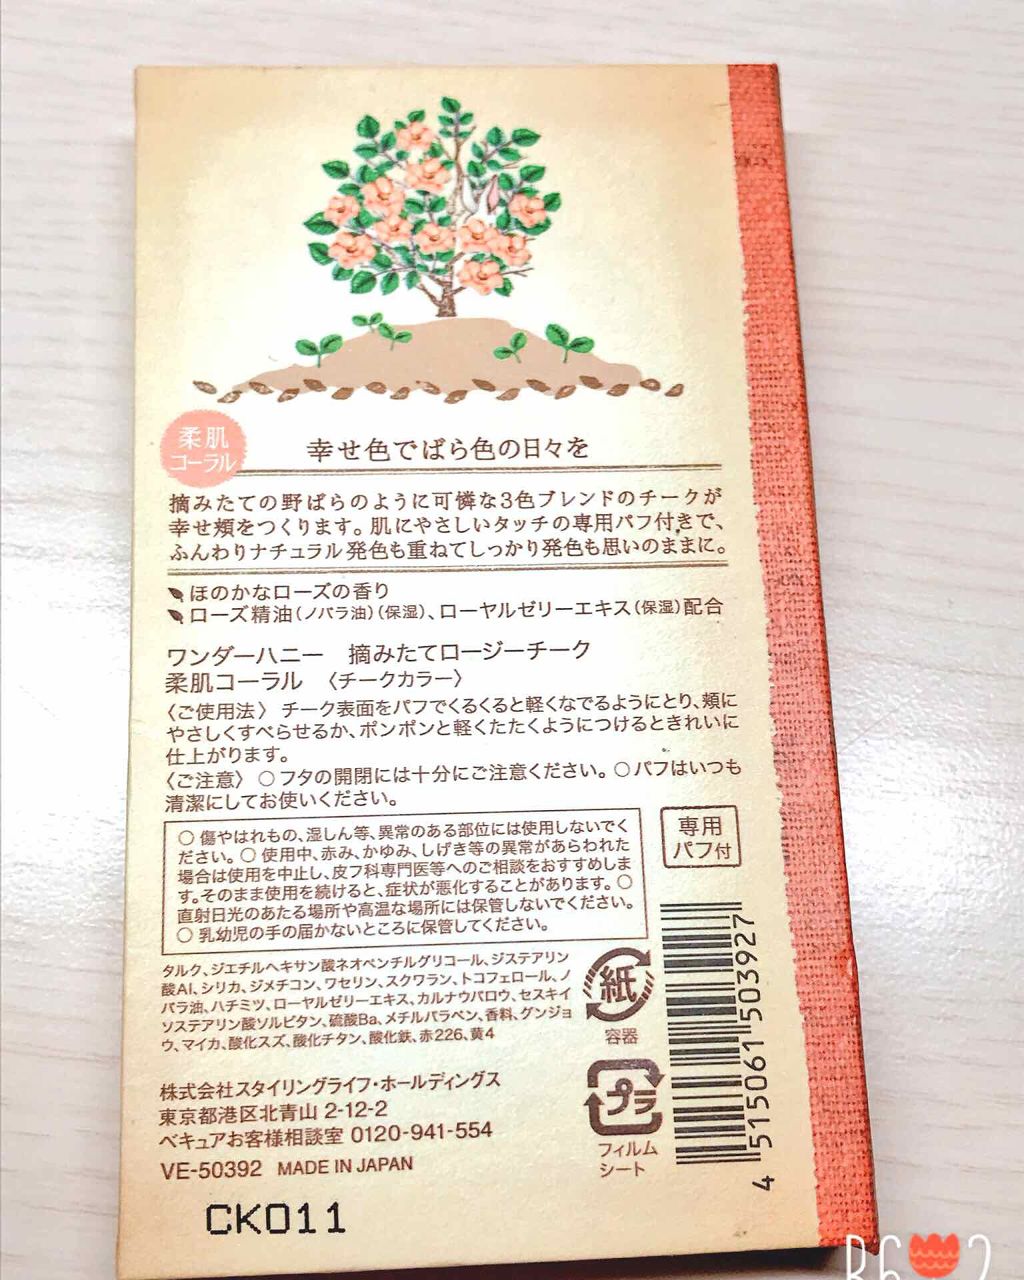 柔肌
コーラル
幸せ色でばら色の日々を
摘みたての野ばらのように可憐な3色ブレンドのチークが
幸せ頬をつくります。肌にやさしいタッチの専用パフ付きで、
ふんわりナチュラル発色も重ねてしっかり発色も思いのままに。
ほのかなローズの香り
ローズ精油(ノバラ油)(保湿)、ローヤルゼリーエキス(保湿)配合
ワンダーハニー 摘みたてロージーチーク
柔肌コーラル 〈チークカラー〉
〈ご使用法〉 チーク表面をパフでくるくると軽くなでるようにとり、頬に
やさしくすべらせるか、ポンポンと軽くたたくようにつけるときれいに
仕上がります。
〈ご注意〉 ○フタの開閉には十分にご注意ください。○パフはいつも
清潔にしてお使いください。
○ 傷やはれもの、湿しん等、異常のある部位には使用しないでく
ださい。○ 使用中、赤み、かゆみ、しげき等の異常があらわれた
場合は使用を中止し、皮フ科専門医等へのご相談をおすすめしま
す。そのまま使用を続けると、症状が悪化することがあります。○
直射日光のあたる場所や高温な場所には保管しないでください。
○ 乳幼児の手の届かないところに保管してください。
専用
パフ付
タルク、ジエチルヘキサン酸ネオペンチルグリコール、ジステアリン
酸Al、シリカ、ジメチコン、ワセリン、スクワラン、トコフェロール、ノ
バラ油、ハチミツ、ローヤルゼリーエキス、カルナウバロウ、セスキイ
ソステアリン酸ソルビタン、硫酸Ba、メチルパラベン、香料、グンジョ
ウ、マイカ、酸化スズ、酸化チタン、酸化鉄、赤226、黄4
紙
容器
プラ
フィルム
シート
株式会社スタイリングライフ・ホールディングス
東京都港区北青山 2-12-2
ベキュアお客様相談室 0120-941-554
VE-50392 MADE IN JAPAN
CK011
4 515061 503927